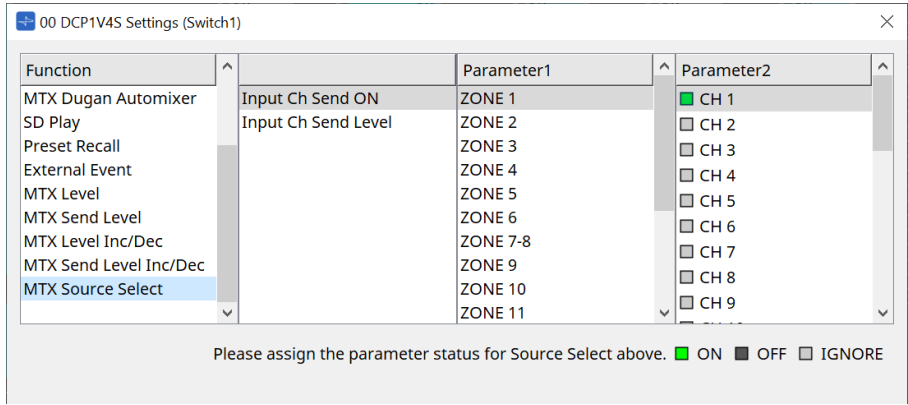 00 DCP1V4S Settings (Switch1)
Function
MTX Dugan Automixer
SD Play
Preset Recall
External Event
MTX Level
MTX Send Level
MTX Level Inc/Dec
MTX Send Level Inc/Dec
MTX Source Select
Input Ch Send ON
Input Ch Send Level
Parameter1
ZONE 1
ZONE 2
ZONE 3
ZONE 4
ZONE 5
ZONE 6
ZONE 7-8
ZONE 9
ZONE 10
ZONE 11
Parameter2
CH 1
CH 2
CH 3
CH 4
CH 5
CH 6
CH 7
CH 8
CH 9
Please assign the parameter status for Source Select above. ON OFF IGNORE